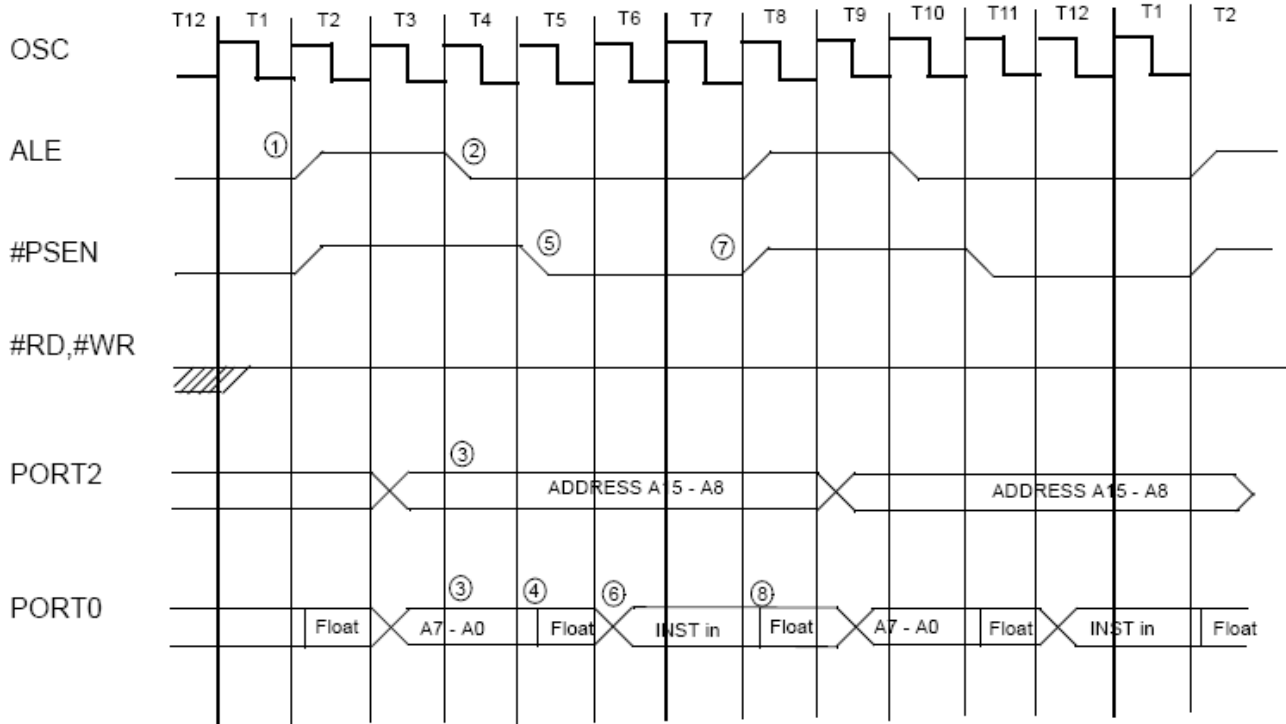 T12 T1 T2 T3 T4 T5 T6 T7 T8 T9 T10 T11 T12 T1 T2
OSC
ALE ① ②
#PSEN ⑤ ⑦
#RD,#WR
③
PORT2 ADDRESS A15 - A8 ADDRESS A15 - A8
③ ④ ⑥ ⑧
PORT0 Float A7 - A0 Float INST in Float A7 - A0 Float INST in Float